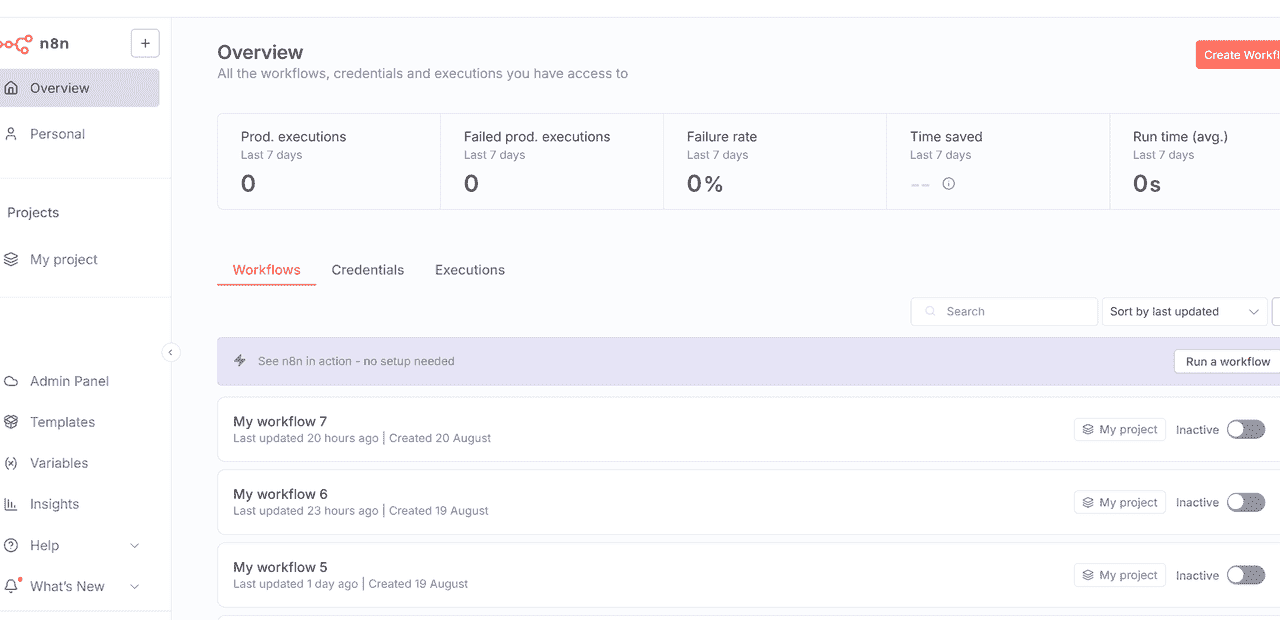 n8n
+
Overview
Personal
Projects
My project
Admin Panel
Templates
Variables
Insights
Help
What's New
Overview
All the workflows, credentials and executions you have access to
Create Workfl
Prod. executions
Last 7 days
0
Failed prod. executions
Last 7 days
0
Failure rate
Last 7 days
0%
Time saved
Last 7 days
--
Run time (avg.)
Last 7 days
0s
Workflows Credentials Executions
Search
Sort by last updated
See n8n in action - no setup needed
Run a workflow
My workflow 7
Last updated 20 hours ago | Created 20 August
My project
Inactive
My workflow 6
Last updated 23 hours ago | Created 19 August
My project
Inactive
My workflow 5
Last updated 1 day ago | Created 19 August
My project
Inactive